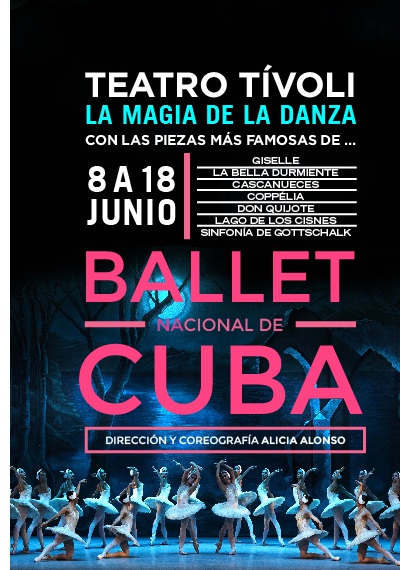 TEATRO TÍVOLI
LA MAGIA DE LA DANZA
CON LAS PIEZAS MÁS FAMOSAS DE ...
8 A 18
JUNIO
GISELLE
LA BELLA DURMIENTE
CASCANUECES
COPPÉLIA
DON QUIJOTE
LAGO DE LOS CISNES
SINFONÍA DE GOTTSCHALK
BALLET
NACIONAL DE
CUBA
DIRECCIÓN Y COREOGRAFÍA ALICIA ALONSO